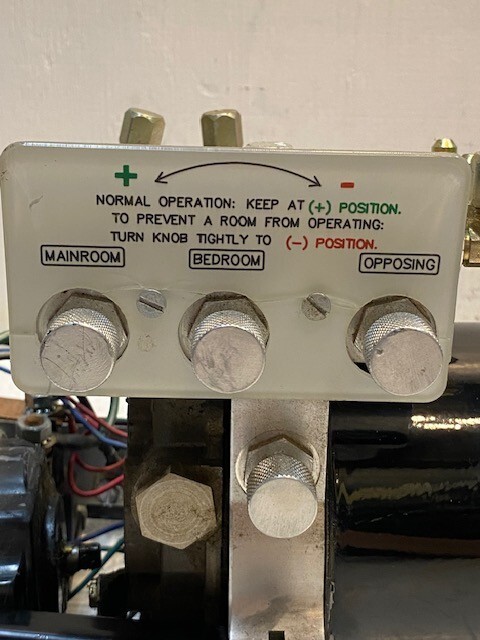 + -
NORMAL OPERATION: KEEP AT (+) POSITION.
TO PREVENT A ROOM FROM OPERATING:
TURN KNOB TIGHTLY TO (-) POSITION.
MAINROOM BEDROOM OPPOSING